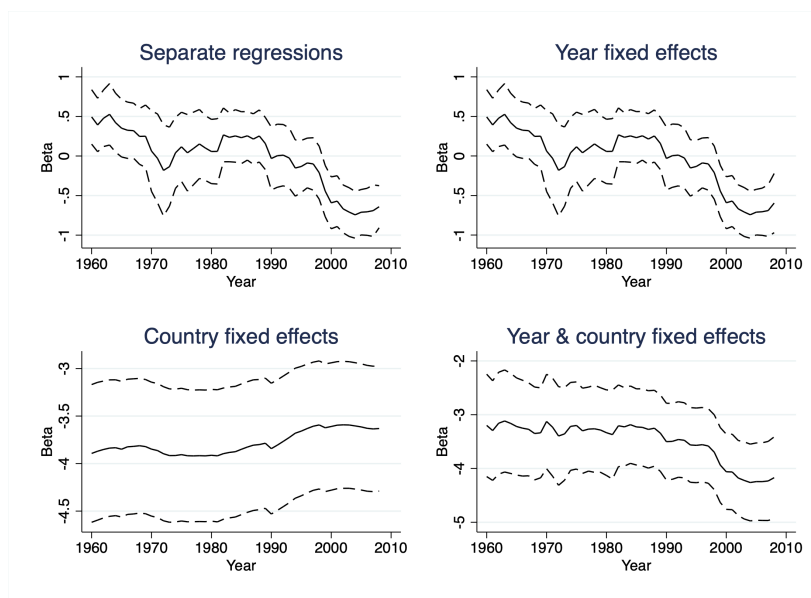 Separate regressions
Beta
1
.5
0
-.5
-1
1960 1970 1980 1990 2000 2010
Year
Year fixed effects
Beta
1
.5
0
-.5
-1
1960 1970 1980 1990 2000 2010
Year
Country fixed effects
Beta
-3
-3.5
-4
-4.5
1960 1970 1980 1990 2000 2010
Year
Year & country fixed effects
Beta
-2
-3
-4
-5
1960 1970 1980 1990 2000 2010
Year